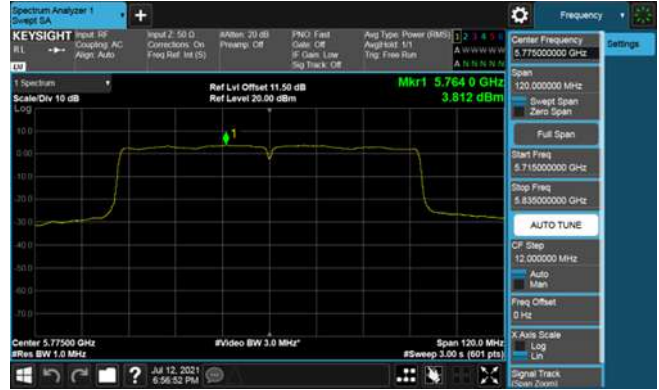 Spectrum Analyzer 1
Swept SA
Frequency
KEYSIGHT
Input: RF
Coupling: AC
Align: Auto
Input Z: 50 Ω
Corrections: On
Freq Ref: Int (S)
#Atten: 20 dB
Preamp: Off
PNO: Fast
Gate: Off
IF Gain: Low
Sig Track: Off
Avg Type: Power (RMS)
Avg|Hold: 1/1
Trig: Free Run
1 2 3 4 5 6
A W W W W W
A N N N N N
RL
Center Frequency
5.775000000 GHz
Settings
Span
120.000000 MHz
Swept Span
Zero Span
Full Span
Start Freq
5.715000000 GHz
Stop Freq
5.835000000 GHz
AUTO TUNE
CF Step
12.000000 MHz
Auto
Man
Freq Offset
0 Hz
X Axis Scale
Log
Lin
Signal Track
(Span Zoom)
1 Spectrum
Scale/Div 10 dB
Ref Lvl Offset 11.50 dB
Ref Level 20.00 dBm
Mkr1 5.764 0 GHz
3.812 dBm
Log
10.0
0.00
1
-10.0
-20.0
-30.0
-40.0
-50.0
-60.0
-70.0
Center 5.77500 GHz
#Res BW 1.0 MHz
#Video BW 3.0 MHz*
Span 120.0 MHz
#Sweep 3.00 s (601 pts)
Jul 12, 2021
6:56:52 PM